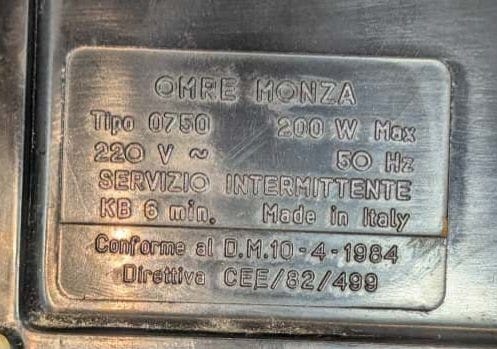 OMRE MONZA
Tipo 0750 200 W Max
220 V ~ 50 Hz
SERVIZIO INTERMITTENTE
KB 6 min. Made in Italy
Conforme al D.M.10-4-1984
Direttiva CEE/82/499